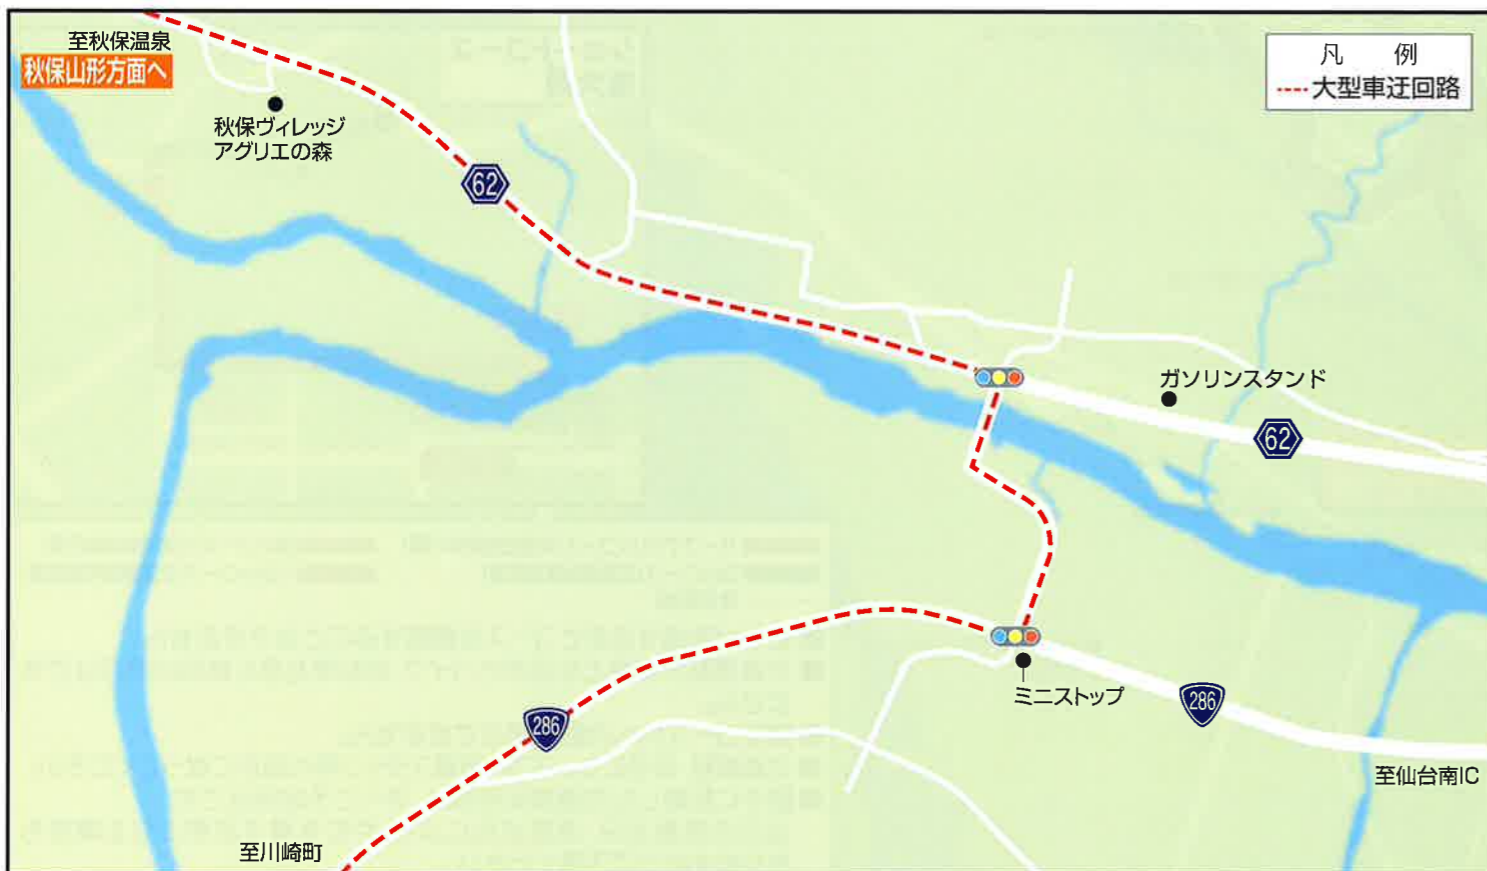 至秋保温泉
秋保山形方面へ
秋保ヴィレッジ
アグリエの森
62
凡 例
大型車迂回路
ガソリンスタンド
62
ミニストップ
286
286
至仙台南IC
至川崎町